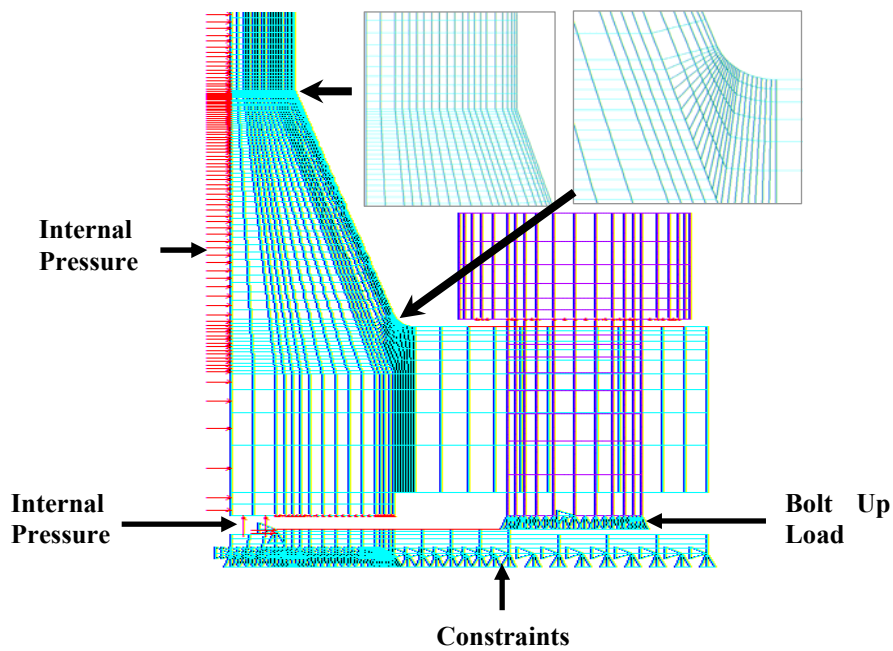 Internal
Pressure
Internal
Pressure
Bolt Up
Load
Constraints